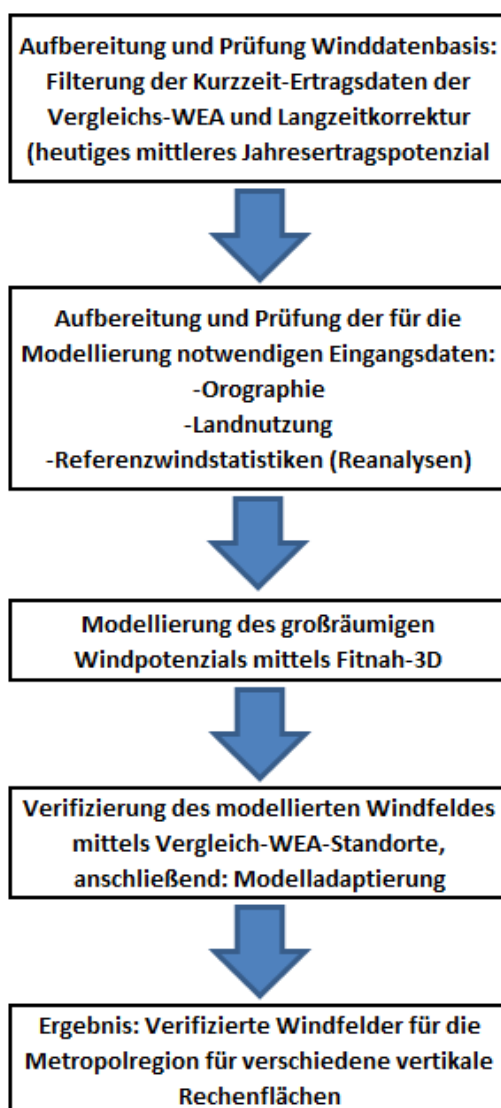 Aufbereitung und Prüfung Winddatenbasis:
Filterung der Kurzzeit-Ertragsdaten der
Vergleichs-WEA und Langzeitkorrektur
(heutiges mittleres Jahresertragspotenzial
Aufbereitung und Prüfung der für die
Modellierung notwendigen Eingangsdaten:
-Orographie
-Landnutzung
-Referenzwindstatistiken (Reanalysen)
Modellierung des großräumigen
Windpotenzials mittels Fitnah-3D
Verifizierung des modellierten Windfeldes
mittels Vergleich-WEA-Standorte,
anschließend: Modelladaptierung
Ergebnis: Verifizierte Windfelder für die
Metropolregion für verschiedene vertikale
Rechenflächen